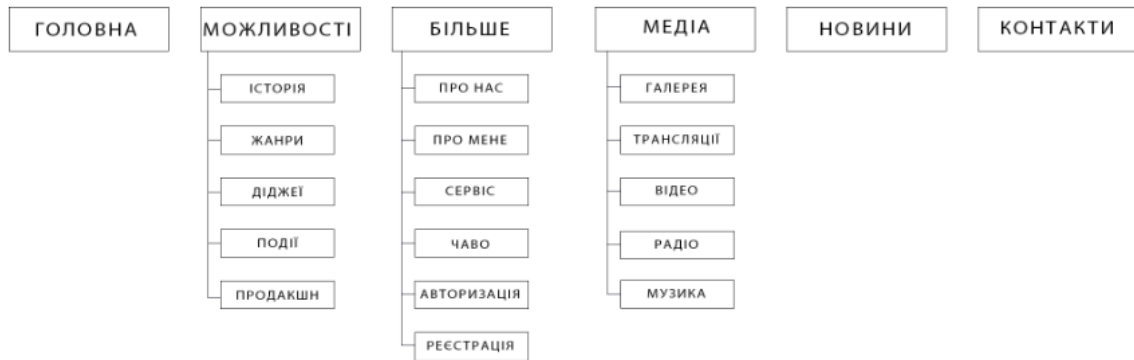 ГОЛОВНА
МОЖЛИВОСТІ
ІСТОРІЯ
ЖАНРИ
ДІДЖЕЇ
ПОДІЇ
ПРОДАКШН
БІЛЬШЕ
ПРО НАС
ПРО МЕНЕ
СЕРВІС
ЧАВО
АВТОРИЗАЦІЯ
РЕЄСТРАЦІЯ
МЕДІА
ГАЛЕРЕЯ
ТРАНСЛЯЦІЇ
ВІДЕО
РАДІО
МУЗИКА
НОВИНИ
КОНТАКТИ